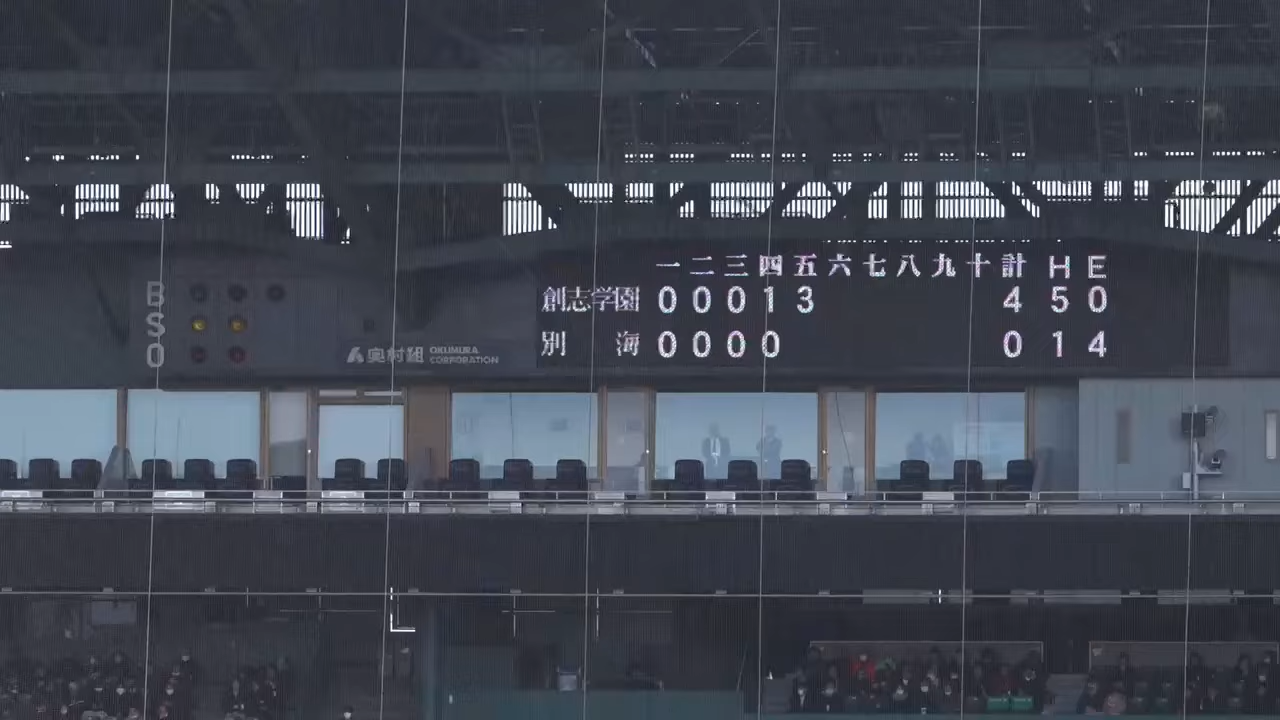 一 二 三 四 五 六 七 八 九 十 計 H E
創志学園 0 0 0 1 3 4 5 0
別海 0 0 0 0 0 1 4
B
S
O
奥村組 OKUMURA CORPORATION